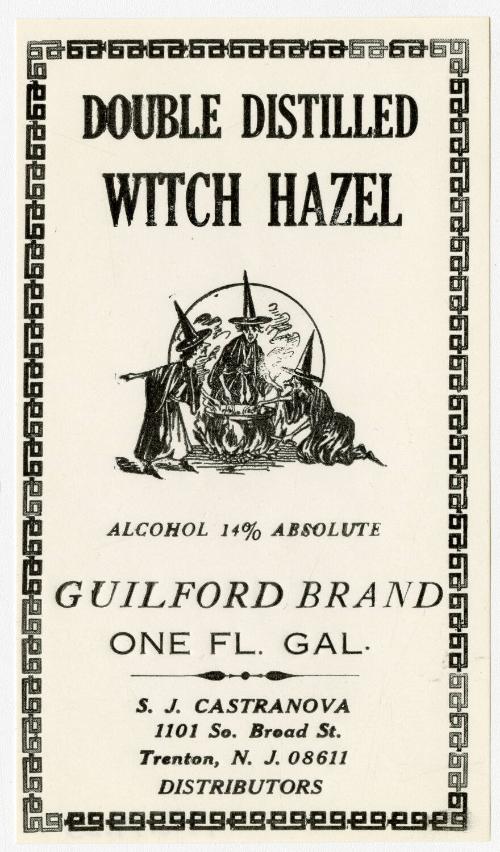 DOUBLE DISTILLED
WITCH HAZEL
ALCOHOL 14% ABSOLUTE
GUILFORD BRAND
ONE FL. GAL.
S. J. CASTRANOVA
1101 So. Broad St.
Trenton, N. J. 08611
DISTRIBUTORS